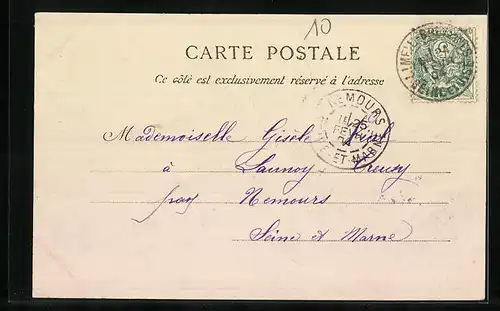 10
CARTE POSTALE
Ce côté est exclusivement réservé à l'adresse
NEMOURS
ET-MARNE
Mademoiselle Gisèle
à Launoy
par Nemours
Seine et Marne